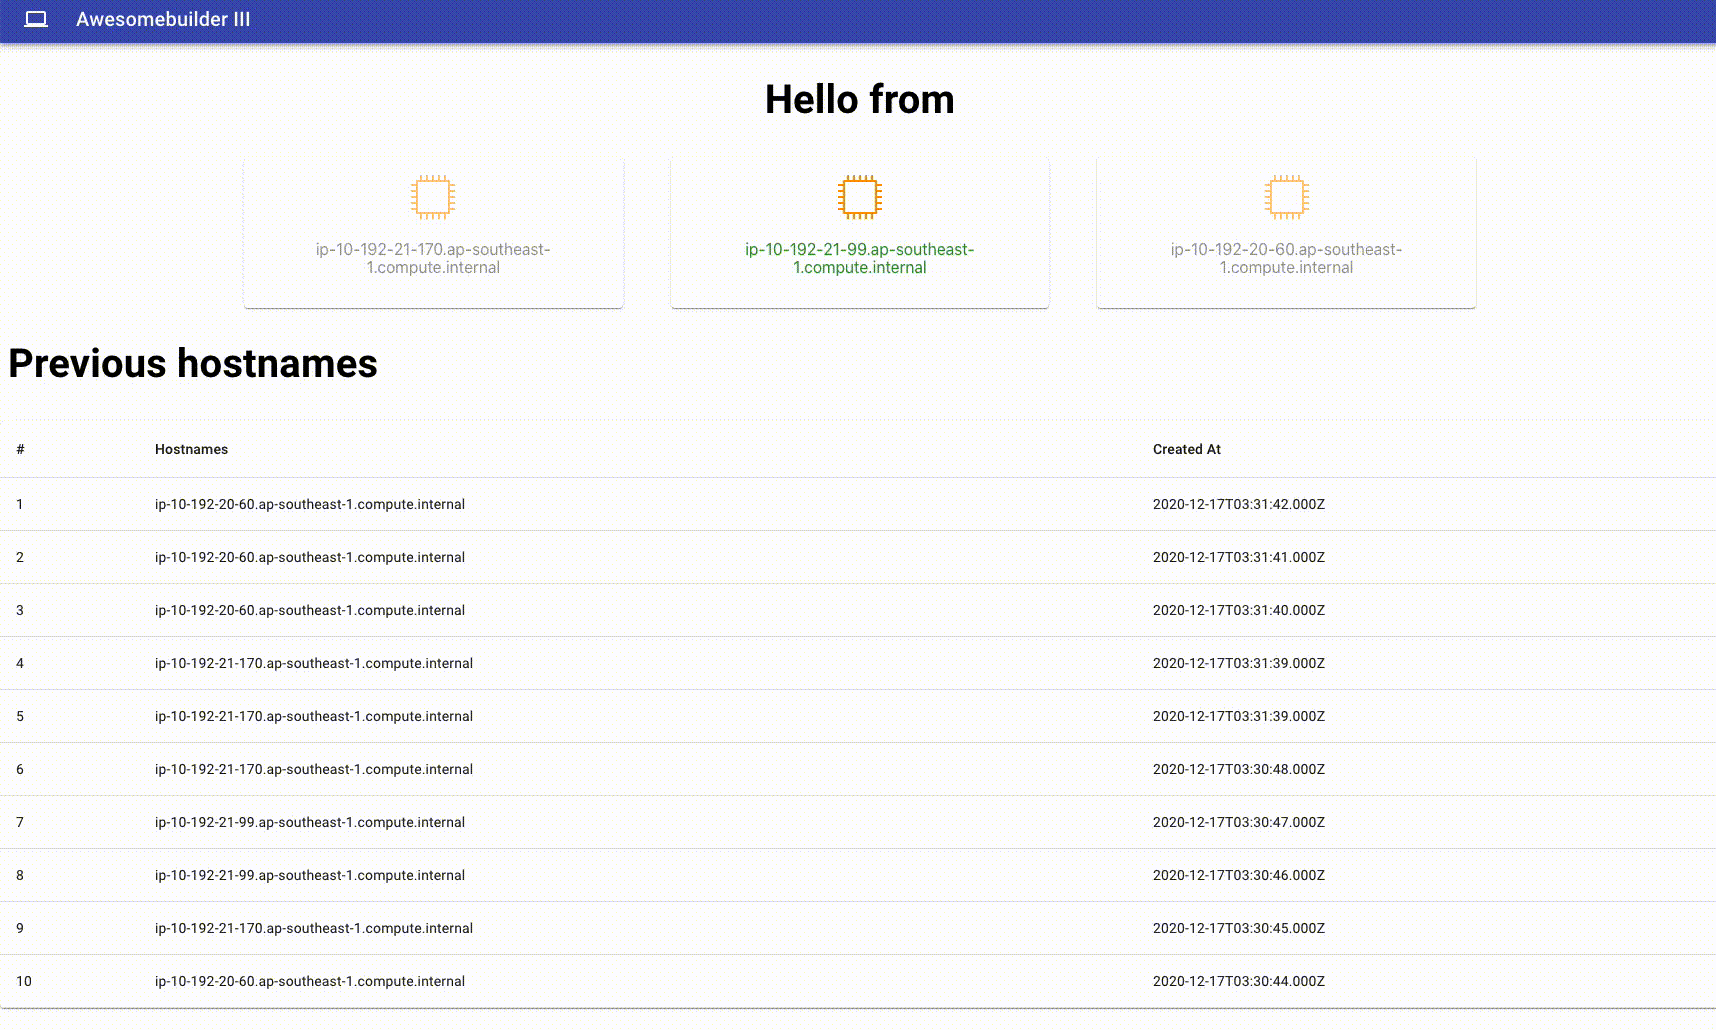 Awesomebuilder III
Hello from
ip-10-192-21-170.ap-southeast-
1.compute.internal
ip-10-192-21-99.ap-southeast-
1.compute.internal
ip-10-192-20-60.ap-southeast-
1.compute.internal
Previous hostnames
# Hostnames Created At
1 ip-10-192-20-60.ap-southeast-1.compute.internal 2020-12-17T03:31:42.000Z
2 ip-10-192-20-60.ap-southeast-1.compute.internal 2020-12-17T03:31:41.000Z
3 ip-10-192-20-60.ap-southeast-1.compute.internal 2020-12-17T03:31:40.000Z
4 ip-10-192-21-170.ap-southeast-1.compute.internal 2020-12-17T03:31:39.000Z
5 ip-10-192-21-170.ap-southeast-1.compute.internal 2020-12-17T03:31:39.000Z
6 ip-10-192-21-170.ap-southeast-1.compute.internal 2020-12-17T03:30:48.000Z
7 ip-10-192-21-99.ap-southeast-1.compute.internal 2020-12-17T03:30:47.000Z
8 ip-10-192-21-99.ap-southeast-1.compute.internal 2020-12-17T03:30:46.000Z
9 ip-10-192-21-170.ap-southeast-1.compute.internal 2020-12-17T03:30:45.000Z
10 ip-10-192-20-60.ap-southeast-1.compute.internal 2020-12-17T03:30:44.000Z